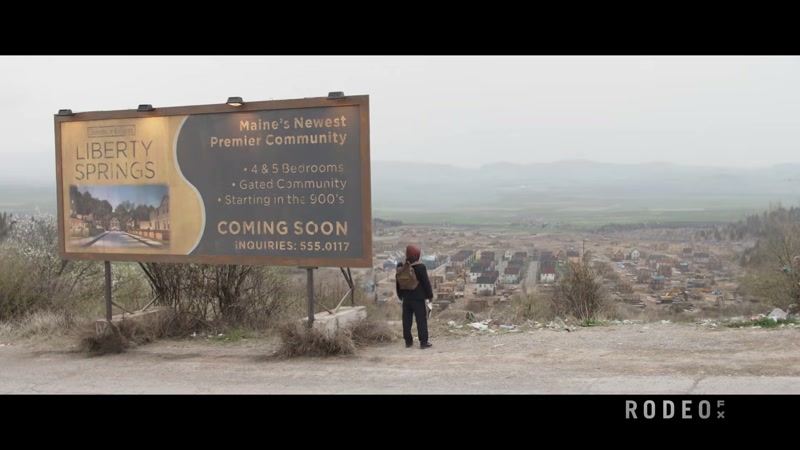 LIBERTY
SPRINGS
Maine's Newest
Premier Community
• 4 & 5 Bedrooms
• Gated Community
• Starting in the 900's
COMING SOON
INQUIRIES: 555.0117
RODEO FX